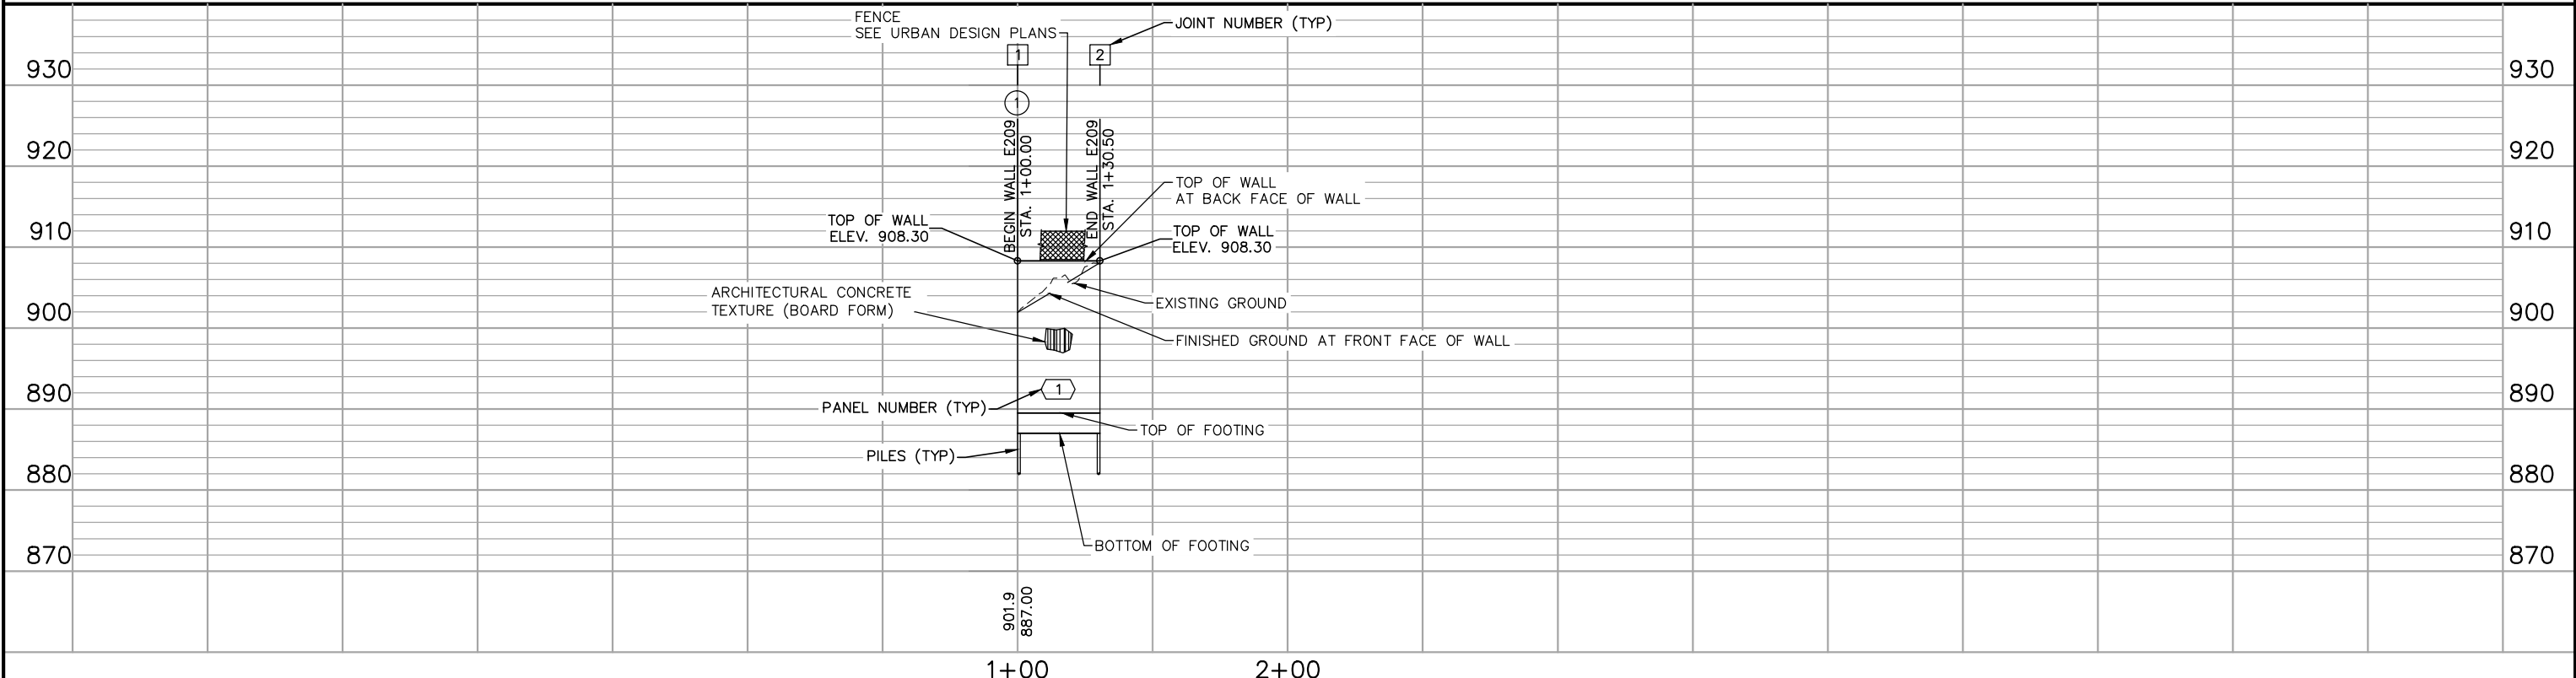 FENCE
SEE URBAN DESIGN PLANS
JOINT NUMBER (TYP)
1
2
930
930
1
BEGIN WALL E209
STA. 1+00.00
END WALL E209
STA. 1+30.50
920
920
TOP OF WALL
AT BACK FACE OF WALL
TOP OF WALL
ELEV. 908.30
TOP OF WALL
ELEV. 908.30
910
910
ARCHITECTURAL CONCRETE
TEXTURE (BOARD FORM)
EXISTING GROUND
900
900
FINISHED GROUND AT FRONT FACE OF WALL
890
890
1
PANEL NUMBER (TYP)
TOP OF FOOTING
PILES (TYP)
880
880
BOTTOM OF FOOTING
870
870
901.9
887.00
1+00
2+00